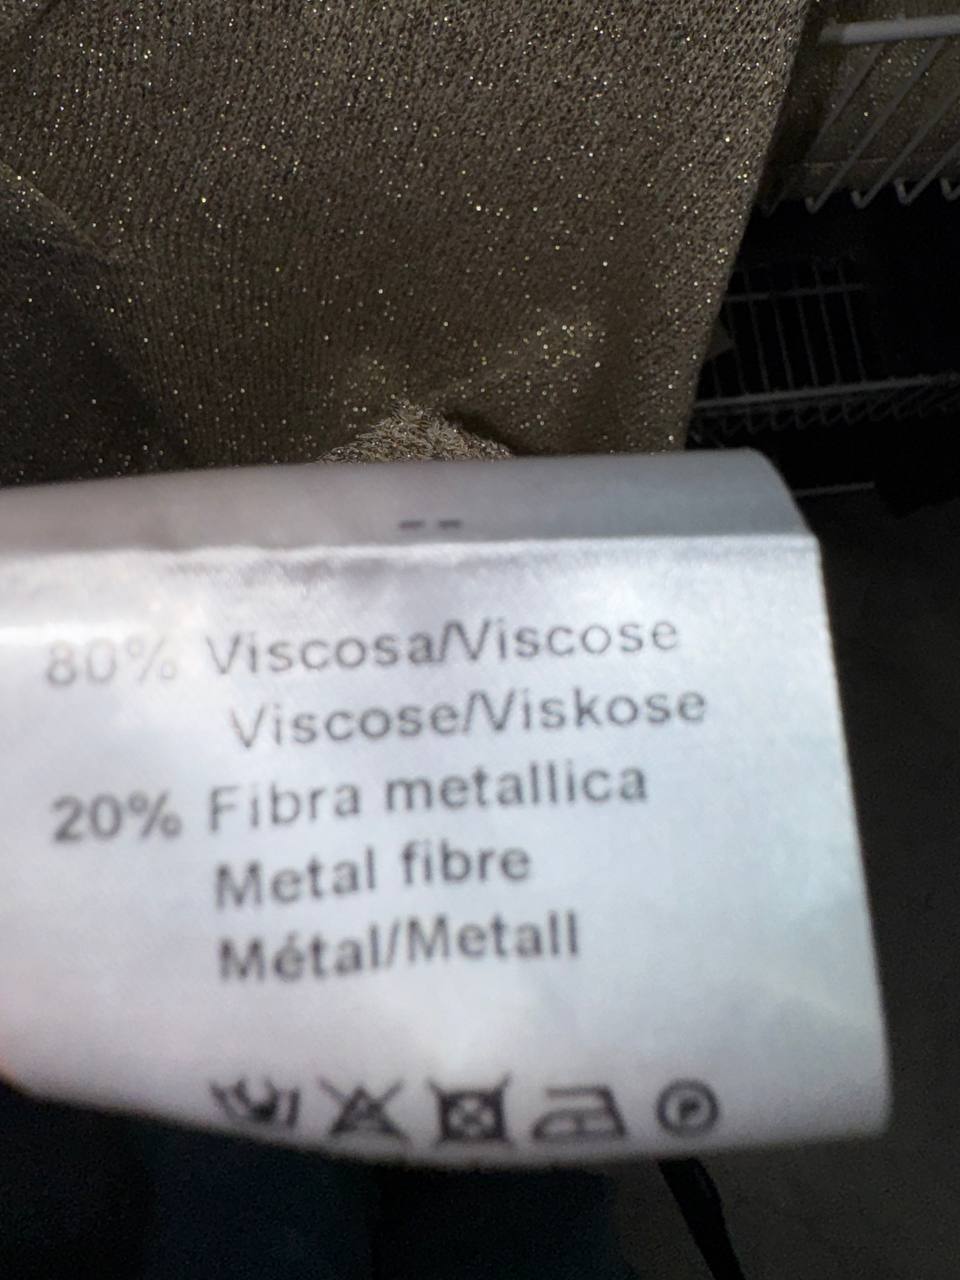 --
80% Viscosa/Viscose
Viscose/Viskose
20% Fibra metallica
Metal fibre
Métal/Metall
P